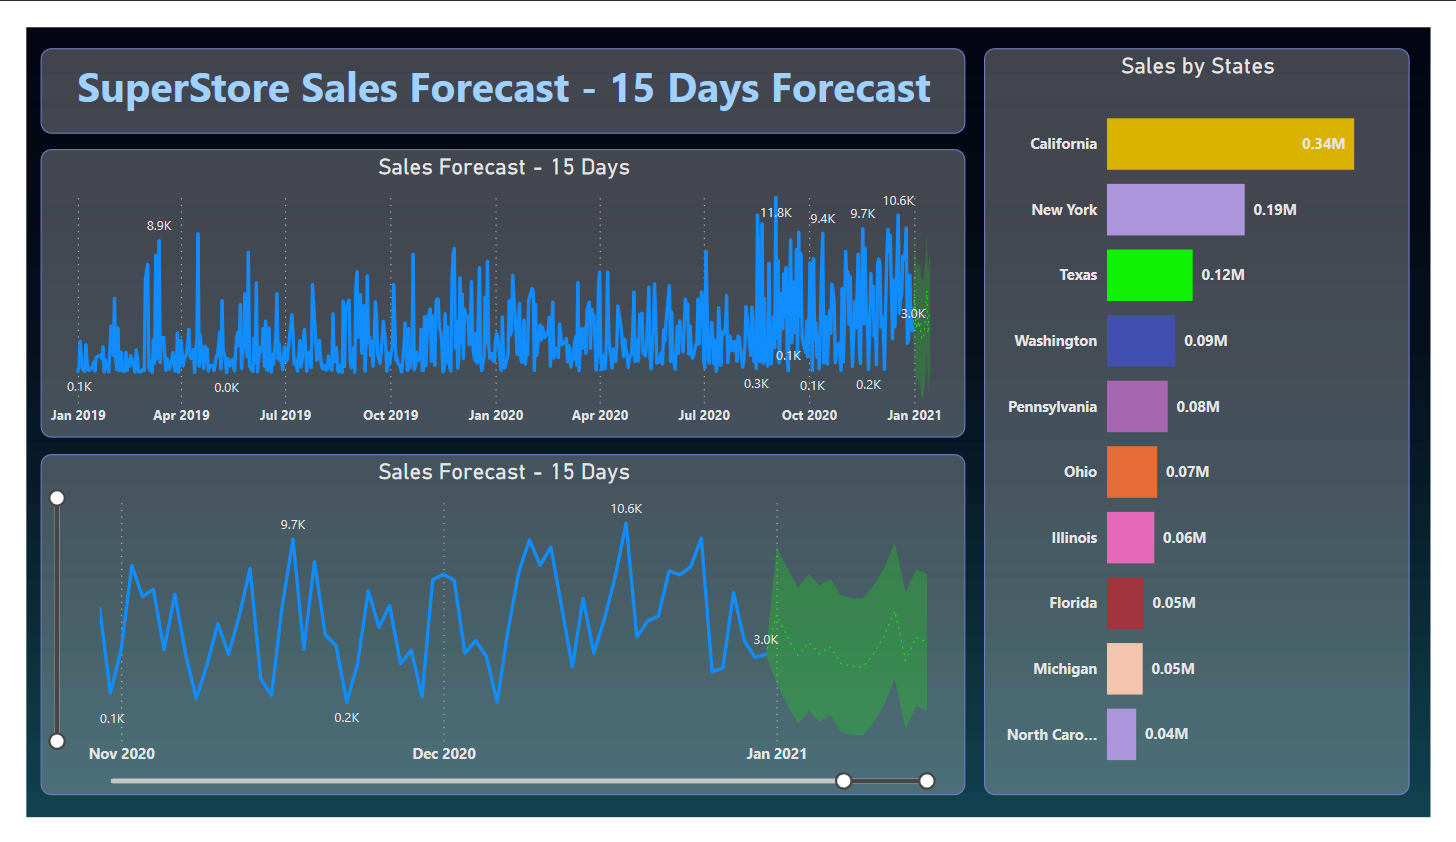 SuperStore Sales Forecast - 15 Days Forecast
Sales Forecast - 15 Days
8.9K
11.8K
9.4K
9.7K
10.6K
3.0K
0.1K
0.1K
0.0K
0.3K
0.1K
0.2K
Jan 2019 Apr 2019 Jul 2019 Oct 2019 Jan 2020 Apr 2020 Jul 2020 Oct 2020 Jan 2021
Sales Forecast - 15 Days
9.7K
10.6K
3.0K
0.1K
0.2K
Nov 2020 Dec 2020 Jan 2021
Sales by States
California 0.34M
New York 0.19M
Texas 0.12M
Washington 0.09M
Pennsylvania 0.08M
Ohio 0.07M
Illinois 0.06M
Florida 0.05M
Michigan 0.05M
North Caro... 0.04M